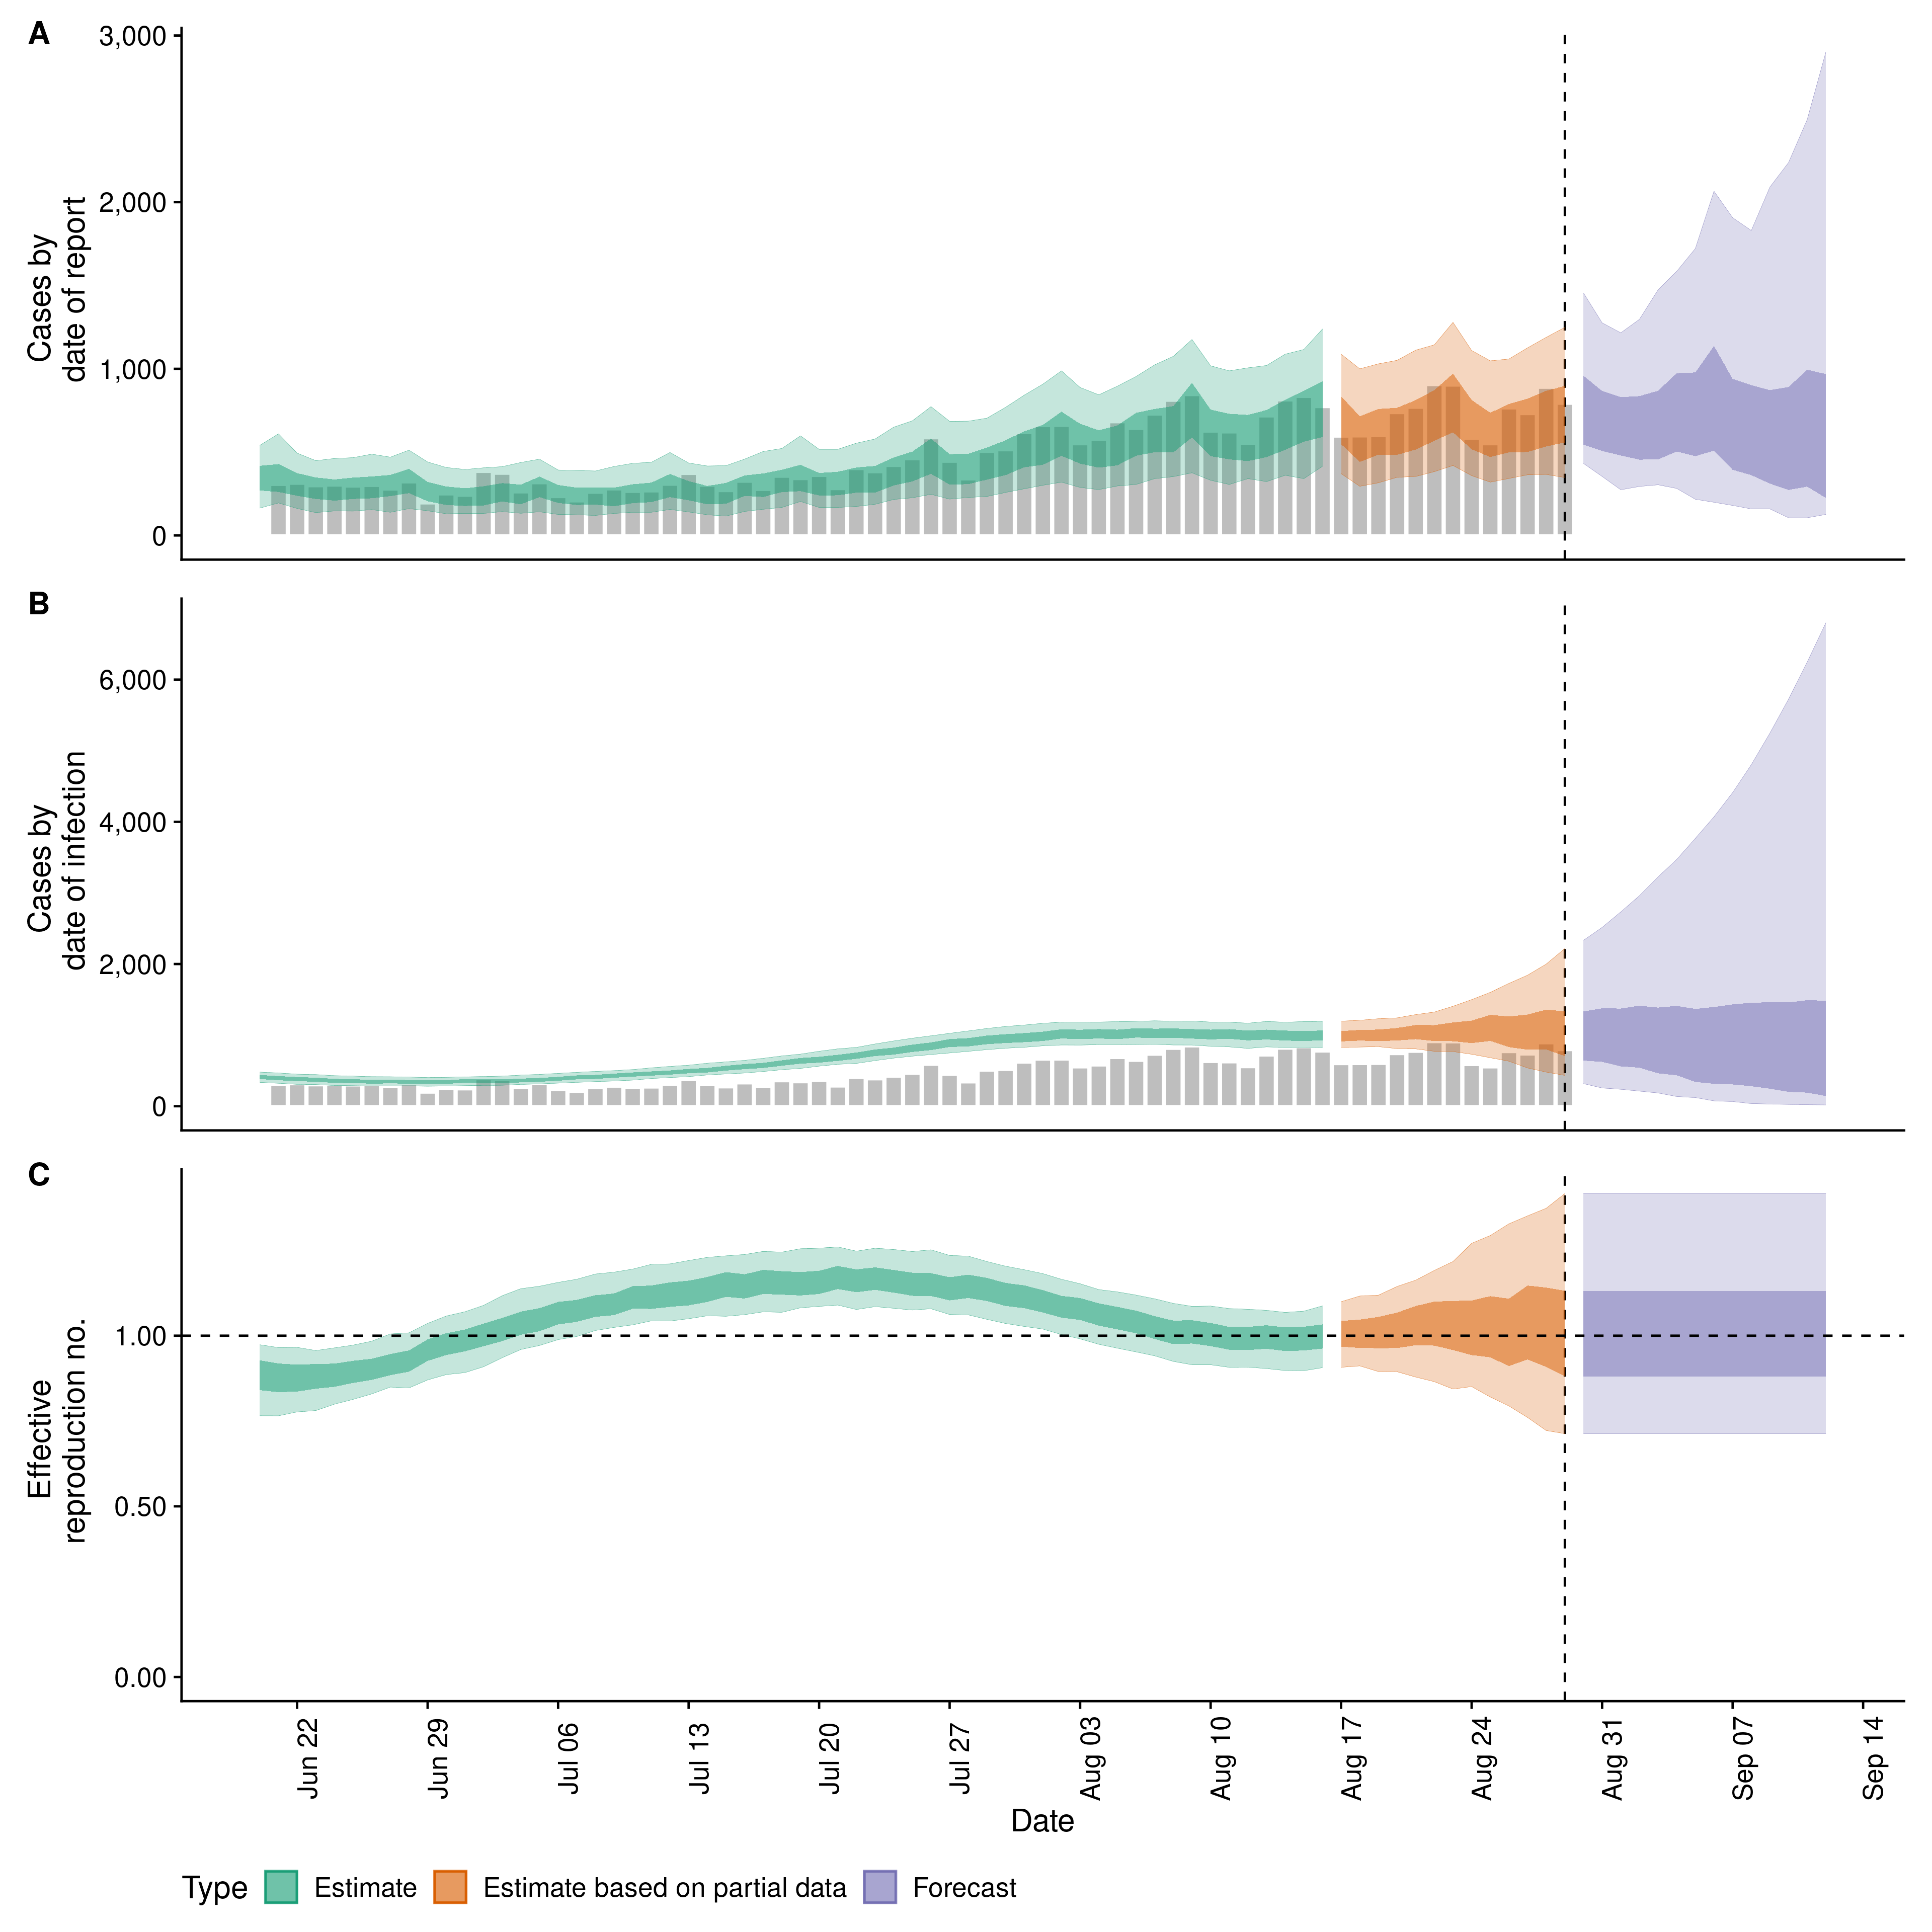 A
3,000
2,000
1,000
0
Cases by
date of report
B
6,000
4,000
2,000
0
Cases by
date of infection
C
1.00
0.50
0.00
Effective
reproduction no.
Jun 22
Jun 29
Jul 06
Jul 13
Jul 20
Jul 27
Aug 03
Aug 10
Aug 17
Aug 24
Aug 31
Sep 07
Sep 14
Date
Type Estimate Estimate based on partial data Forecast